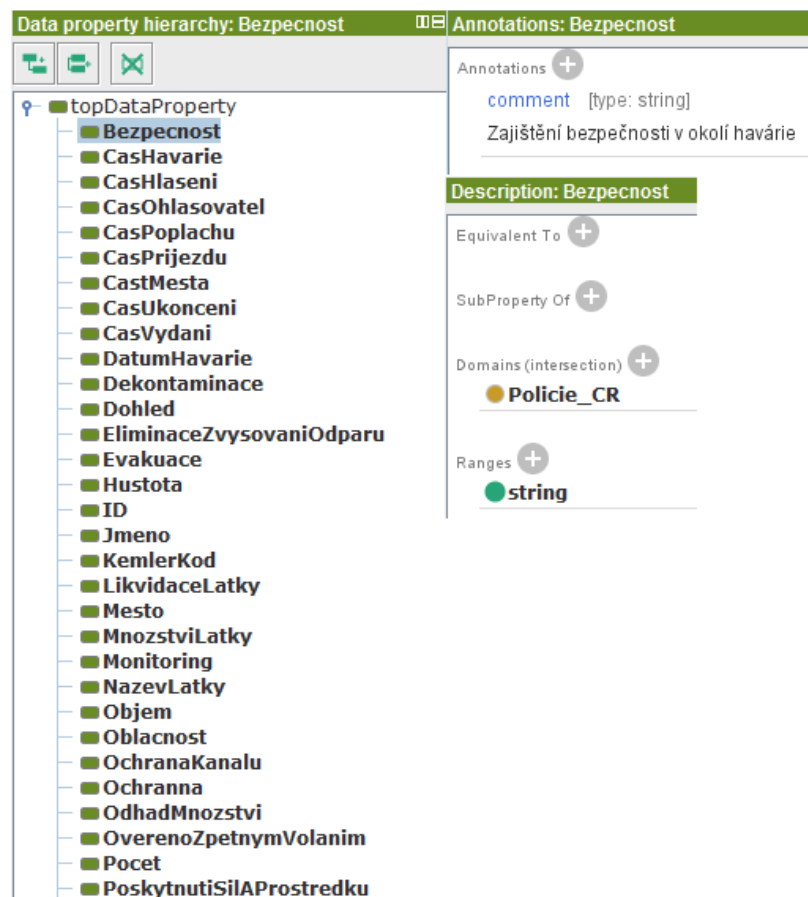 Data property hierarchy: Bezpecnost
topDataProperty
Bezpecnost
CasHavarie
CasHlaseni
CasOhlasovatel
CasPoplachu
CasPrijezdu
CastMesta
CasUkonceni
CasVydani
DatumHavarie
Dekontaminace
Dohled
EliminaceZvysovaniOdparu
Evakuace
Hustota
ID
Jmeno
KemlerKod
LikvidaceLatky
Mesto
MnozstviLatky
Monitoring
NazevLatky
Objem
Oblacnost
OchranaKanalu
Ochranna
OdhadMnozstvi
OverenoZpetnymVolanim
Pocet
PoskytnutiSilAProstredku
Annotations: Bezpecnost
Annotations
comment [type: string]
Zajištění bezpečnosti v okolí havárie
Description: Bezpecnost
Equivalent To
SubProperty Of
Domains (intersection)
Policie_CR
Ranges
string